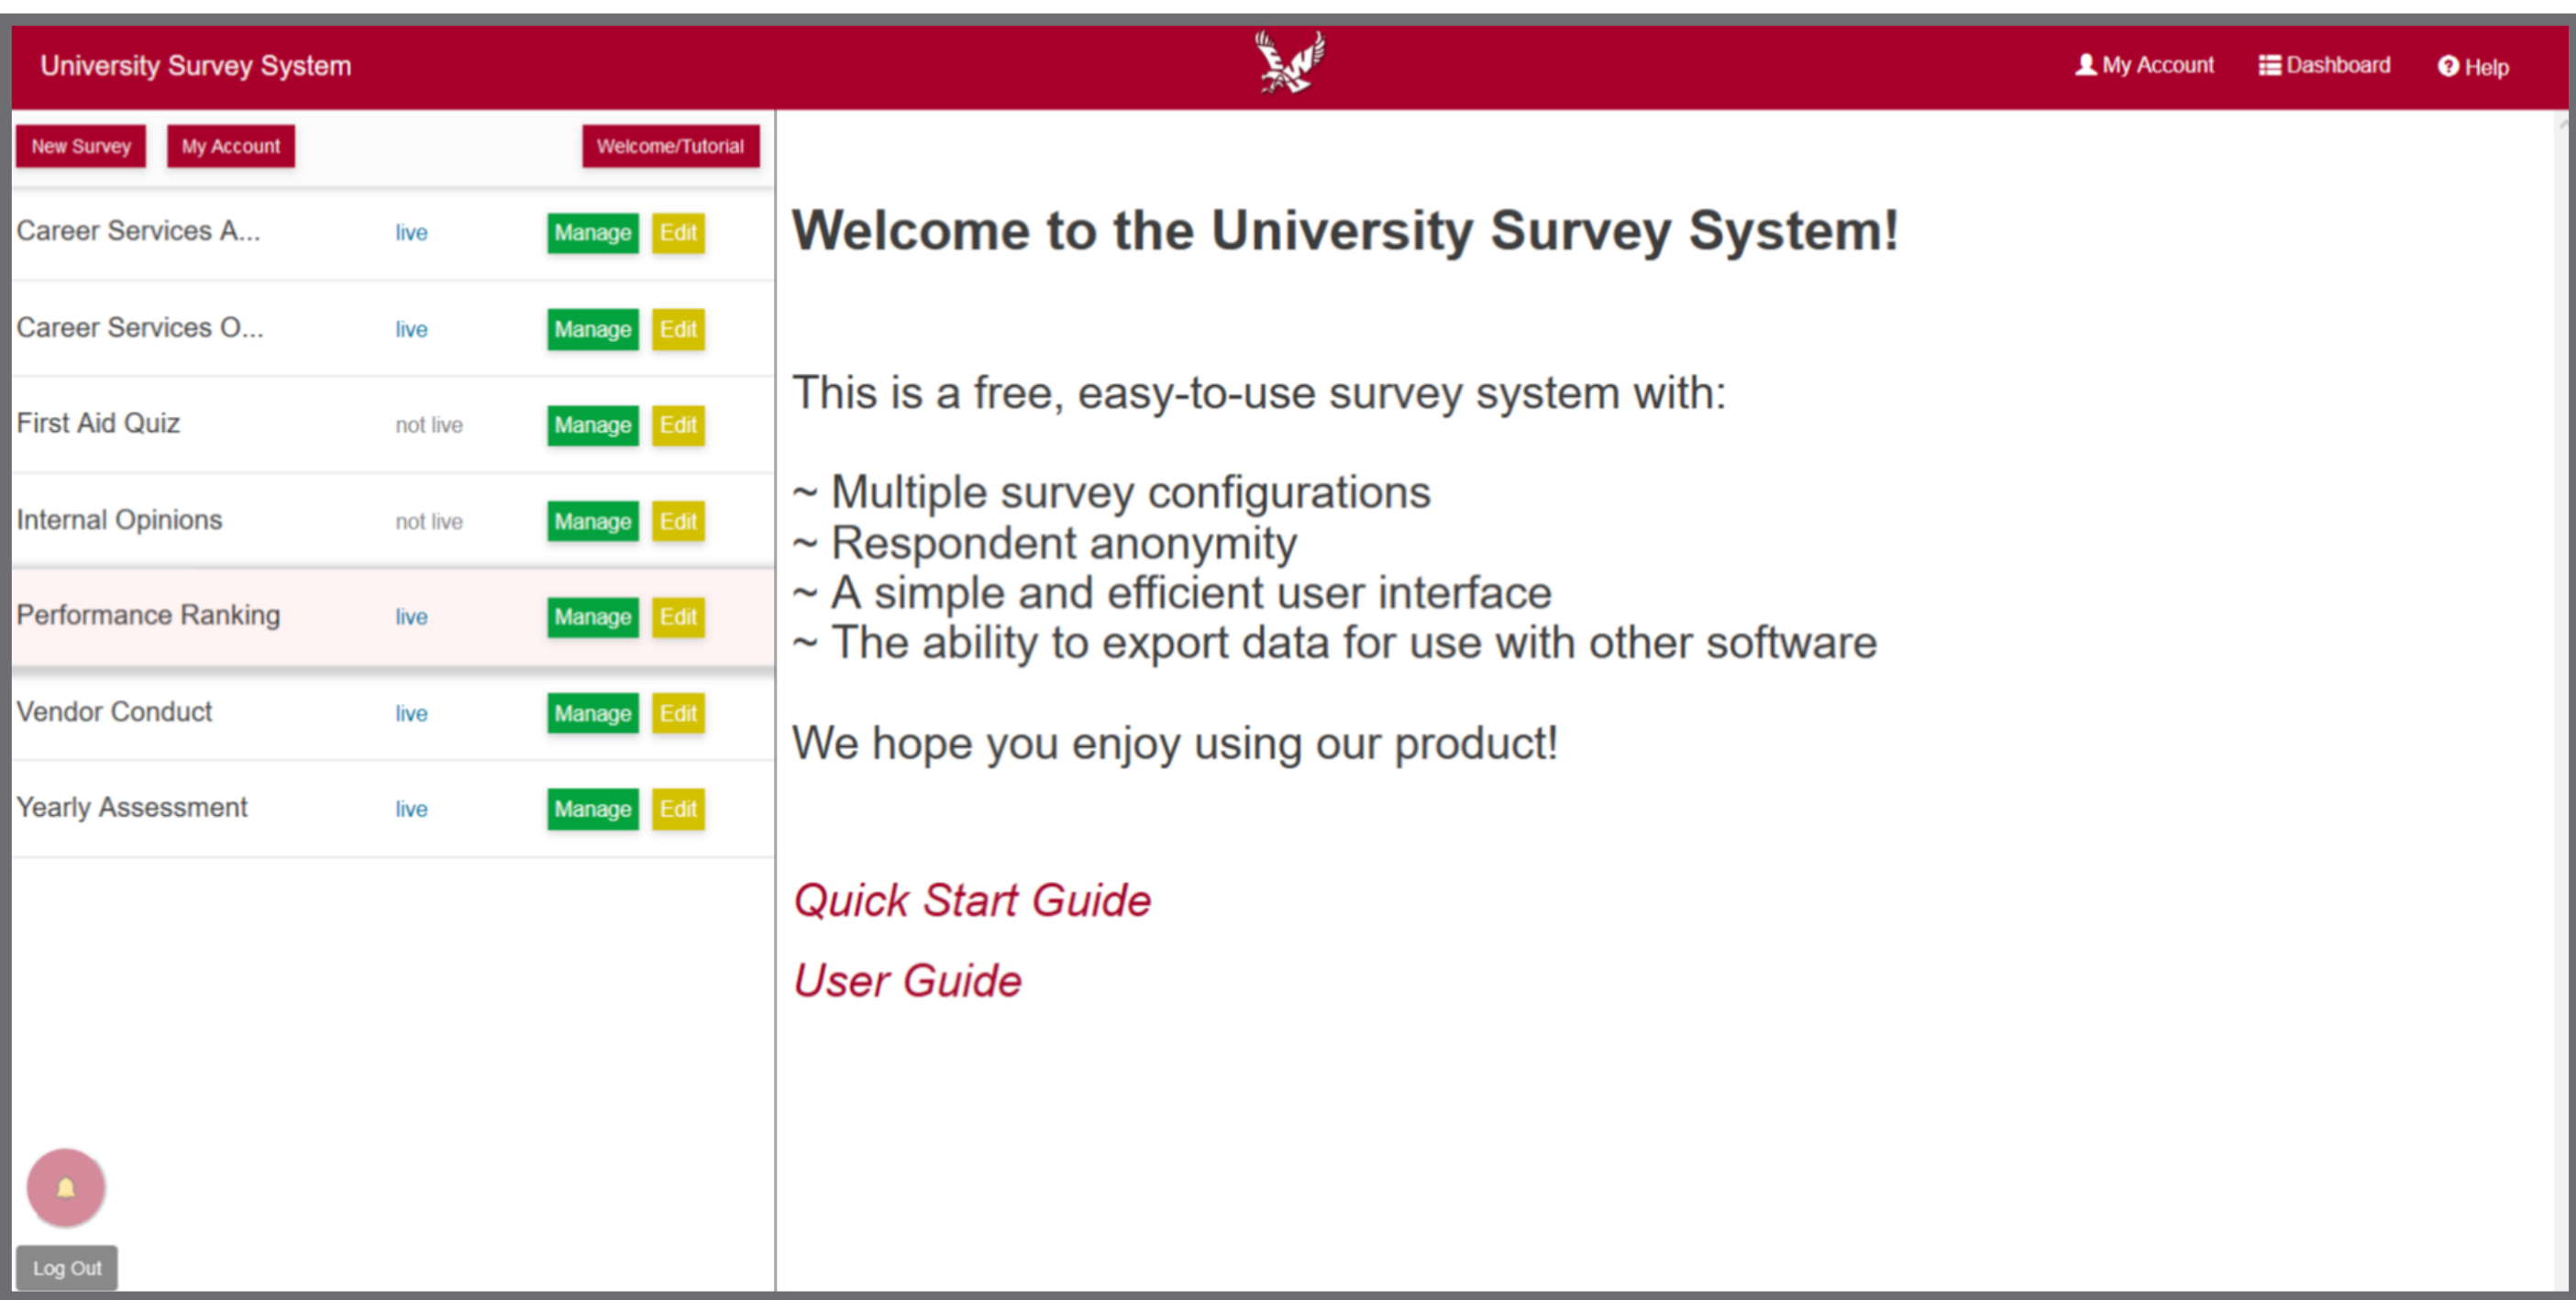 University Survey System
EWU
My Account
Dashboard
Help
New Survey
My Account
Welcome/Tutorial
Career Services A...
live
Manage
Edit
Career Services O...
live
Manage
Edit
First Aid Quiz
not live
Manage
Edit
Internal Opinions
not live
Manage
Edit
Performance Ranking
live
Manage
Edit
Vendor Conduct
live
Manage
Edit
Yearly Assessment
live
Manage
Edit
Log Out
Welcome to the University Survey System!
This is a free, easy-to-use survey system with:
~ Multiple survey configurations
~ Respondent anonymity
~ A simple and efficient user interface
~ The ability to export data for use with other software
We hope you enjoy using our product!
Quick Start Guide
User Guide